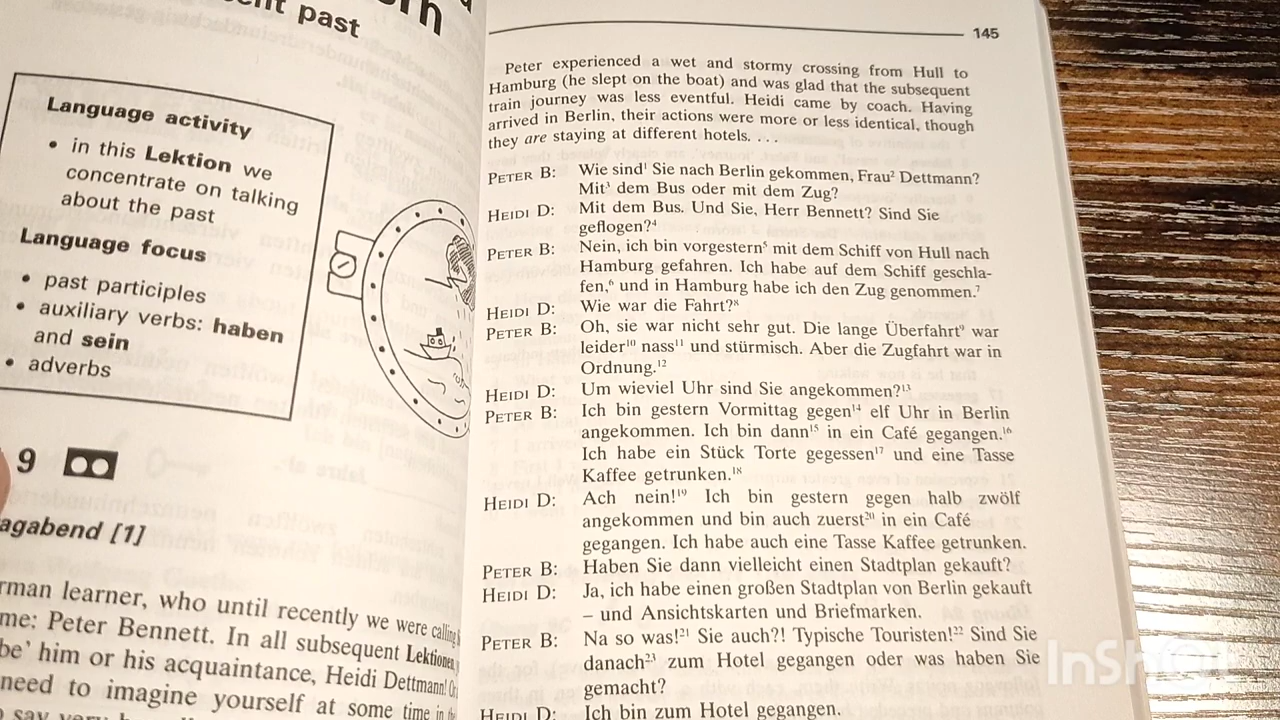 past
Language activity
• in this Lektion we
concentrate on talking
about the past
Language focus
• past participles
• auxiliary verbs: haben
and sein
• adverbs
9
agabend [1]
rman learner, who until recently we were calling
me: Peter Bennett. In all subsequent Lektionen,
be' him or his acquaintance, Heidi Dettmann!
need to imagine yourself at some time in
145
Peter experienced a wet and stormy crossing from Hull to
Hamburg (he slept on the boat) and was glad that the subsequent
train journey was less eventful. Heidi came by coach. Having
arrived in Berlin, their actions were more or less identical, though
they are staying at different hotels. . . .
PETER B: Wie sind¹ Sie nach Berlin gekommen, Frau² Dettmann?
Mit³ dem Bus oder mit dem Zug?
HEIDI D: Mit dem Bus. Und Sie, Herr Bennett? Sind Sie
geflogen?⁴
PETER B: Nein, ich bin vorgestern⁵ mit dem Schiff von Hull nach
Hamburg gefahren. Ich habe auf dem Schiff geschla-
fen,⁶ und in Hamburg habe ich den Zug genommen.⁷
HEIDI D: Wie war die Fahrt?⁸
PETER B: Oh, sie war nicht sehr gut. Die lange Überfahrt⁹ war
leider¹⁰ nass¹¹ und stürmisch. Aber die Zugfahrt war in
Ordnung.¹²
HEIDI D: Um wieviel Uhr sind Sie angekommen?¹³
PETER B: Ich bin gestern Vormittag gegen¹⁴ elf Uhr in Berlin
angekommen. Ich bin dann¹⁵ in ein Café gegangen.¹⁶
Ich habe ein Stück Torte gegessen¹⁷ und eine Tasse
Kaffee getrunken.¹⁸
HEIDI D: Ach nein!¹⁹ Ich bin gestern gegen halb zwölf
angekommen und bin auch zuerst²⁰ in ein Café
gegangen. Ich habe auch eine Tasse Kaffee getrunken.
PETER B: Haben Sie dann vielleicht einen Stadtplan gekauft?
HEIDI D: Ja, ich habe einen großen Stadtplan von Berlin gekauft
– und Ansichtskarten und Briefmarken.
PETER B: Na so was!²¹ Sie auch?! Typische Touristen!²² Sind Sie
danach²³ zum Hotel gegangen oder was haben Sie
gemacht?
HEIDI D: Ich bin zum Hotel gegangen.
InShot